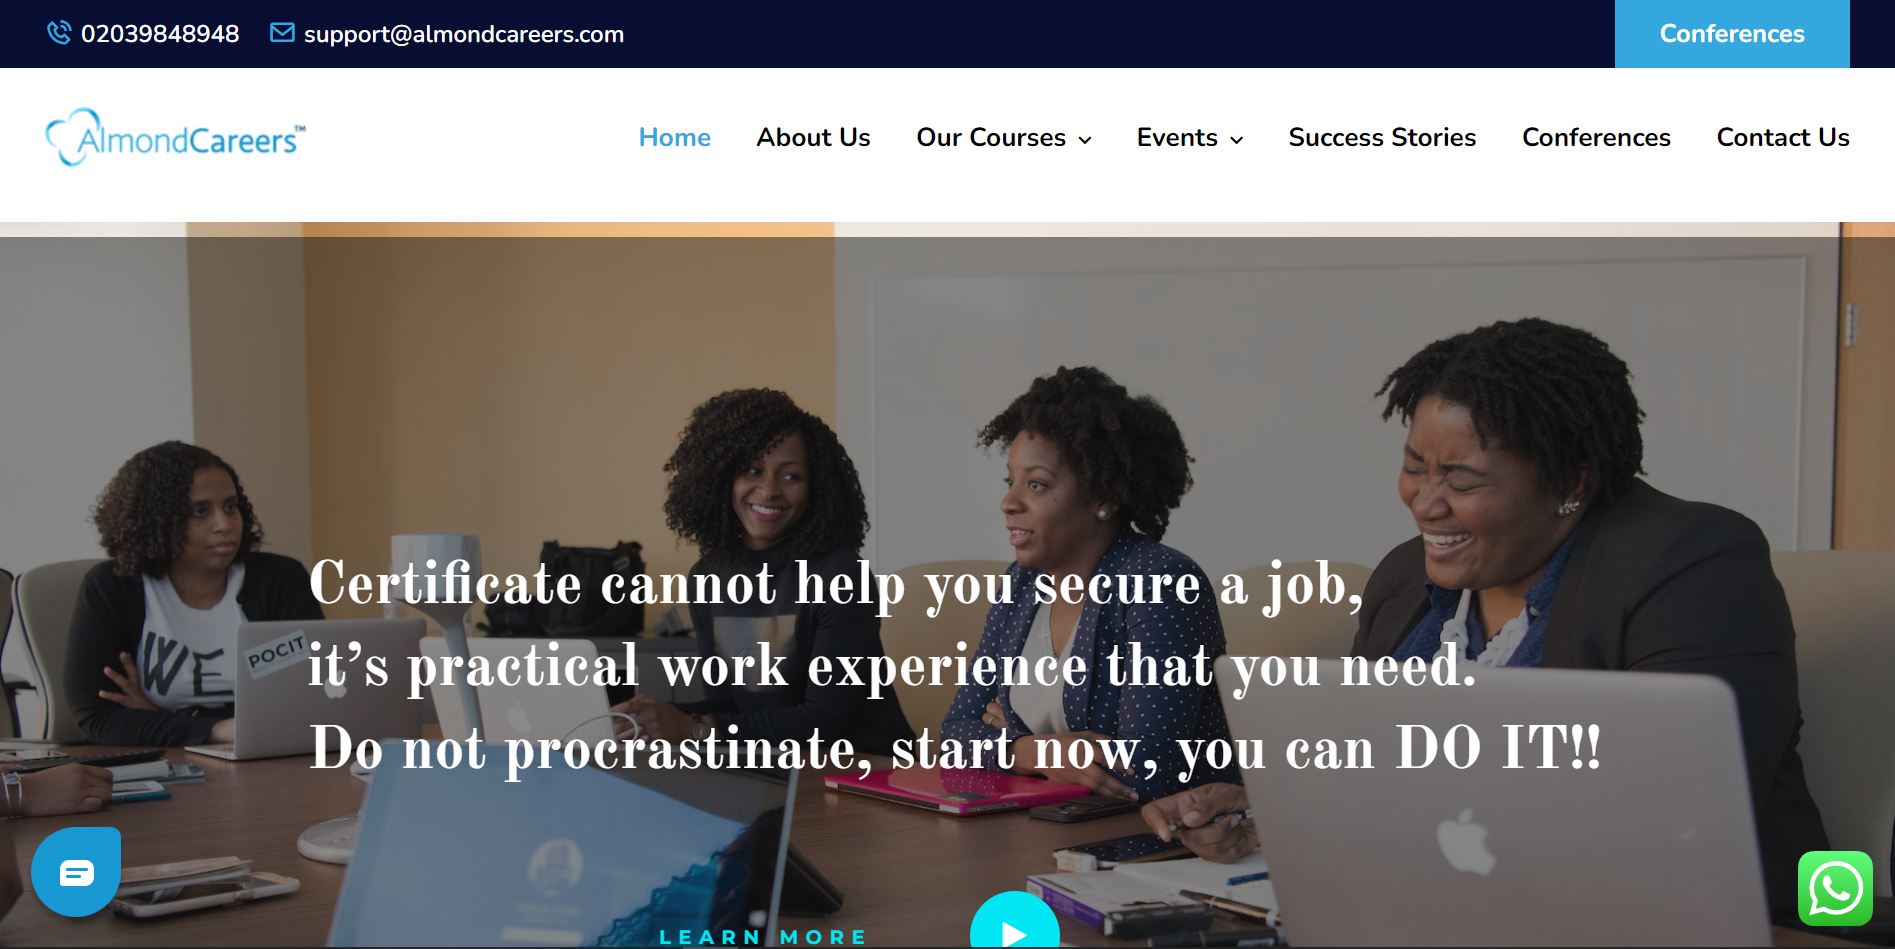 02039848948 support@almondcareers.com Conferences
AlmondCareers™
Home About Us Our Courses Events Success Stories Conferences Contact Us
WE
POCIT
Certificate cannot help you secure a job,
it’s practical work experience that you need.
Do not procrastinate, start now, you can DO IT!!
LEARN MORE